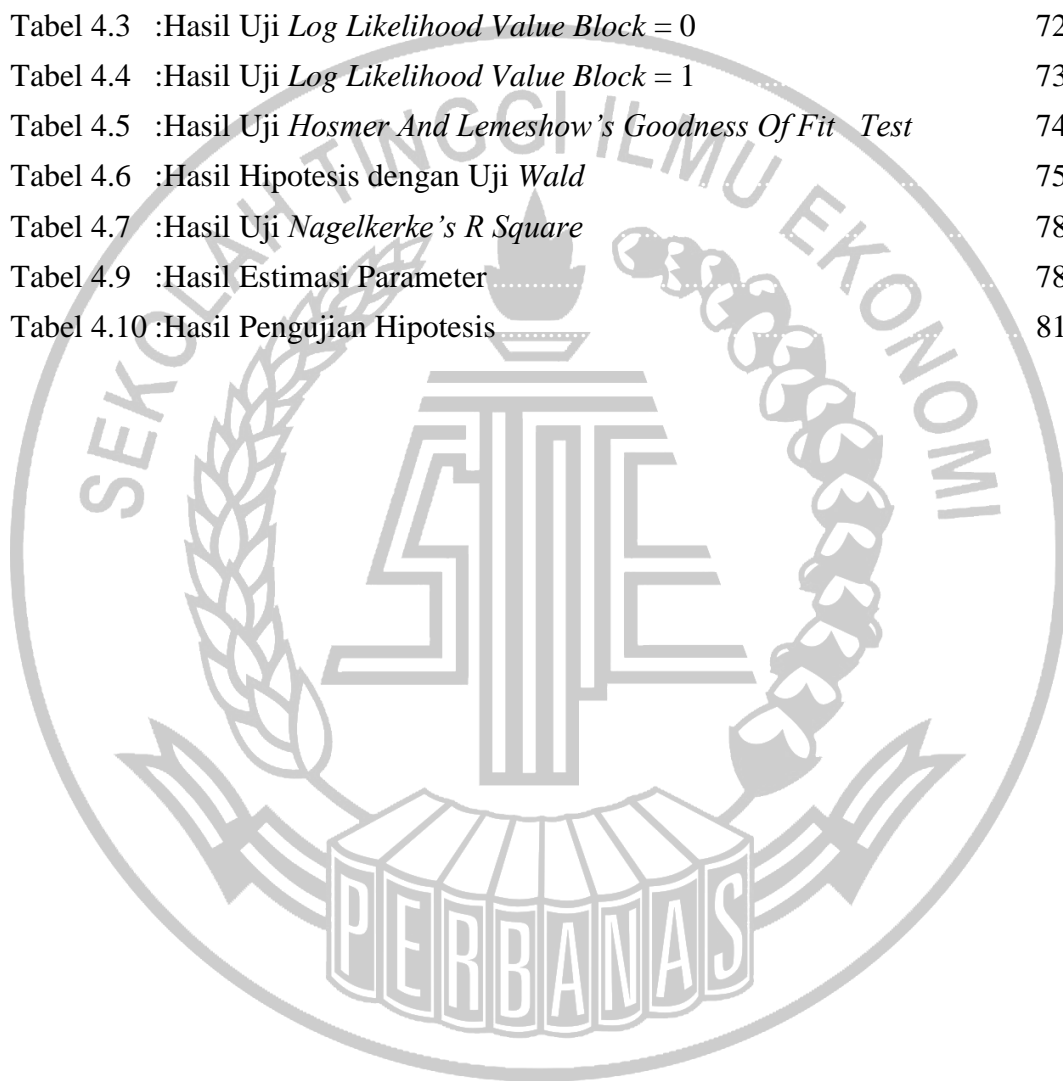 Tabel 4.3 :Hasil Uji Log Likelihood Value Block = 0 72
Tabel 4.4 :Hasil Uji Log Likelihood Value Block = 1 73
Tabel 4.5 :Hasil Uji Hosmer And Lemeshow's Goodness Of Fit Test 74
Tabel 4.6 :Hasil Hipotesis dengan Uji Wald 75
Tabel 4.7 :Hasil Uji Nagelkerke's R Square 78
Tabel 4.9 :Hasil Estimasi Parameter 78
Tabel 4.10 :Hasil Pengujian Hipotesis 81
SEKOLAH TINGGI ILMU EKONOMI
STIE
PERBANAS